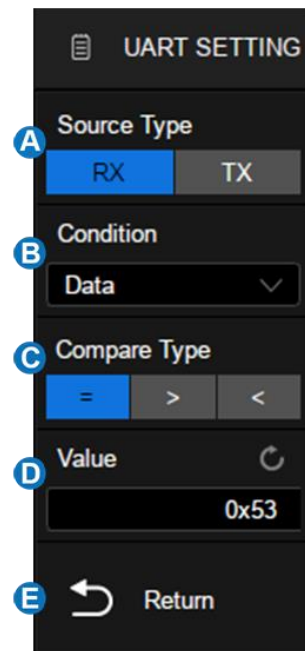 UART SETTING
A
Source Type
RX TX
B
Condition
Data
C
Compare Type
= > <
D
Value
0x53
E
Return